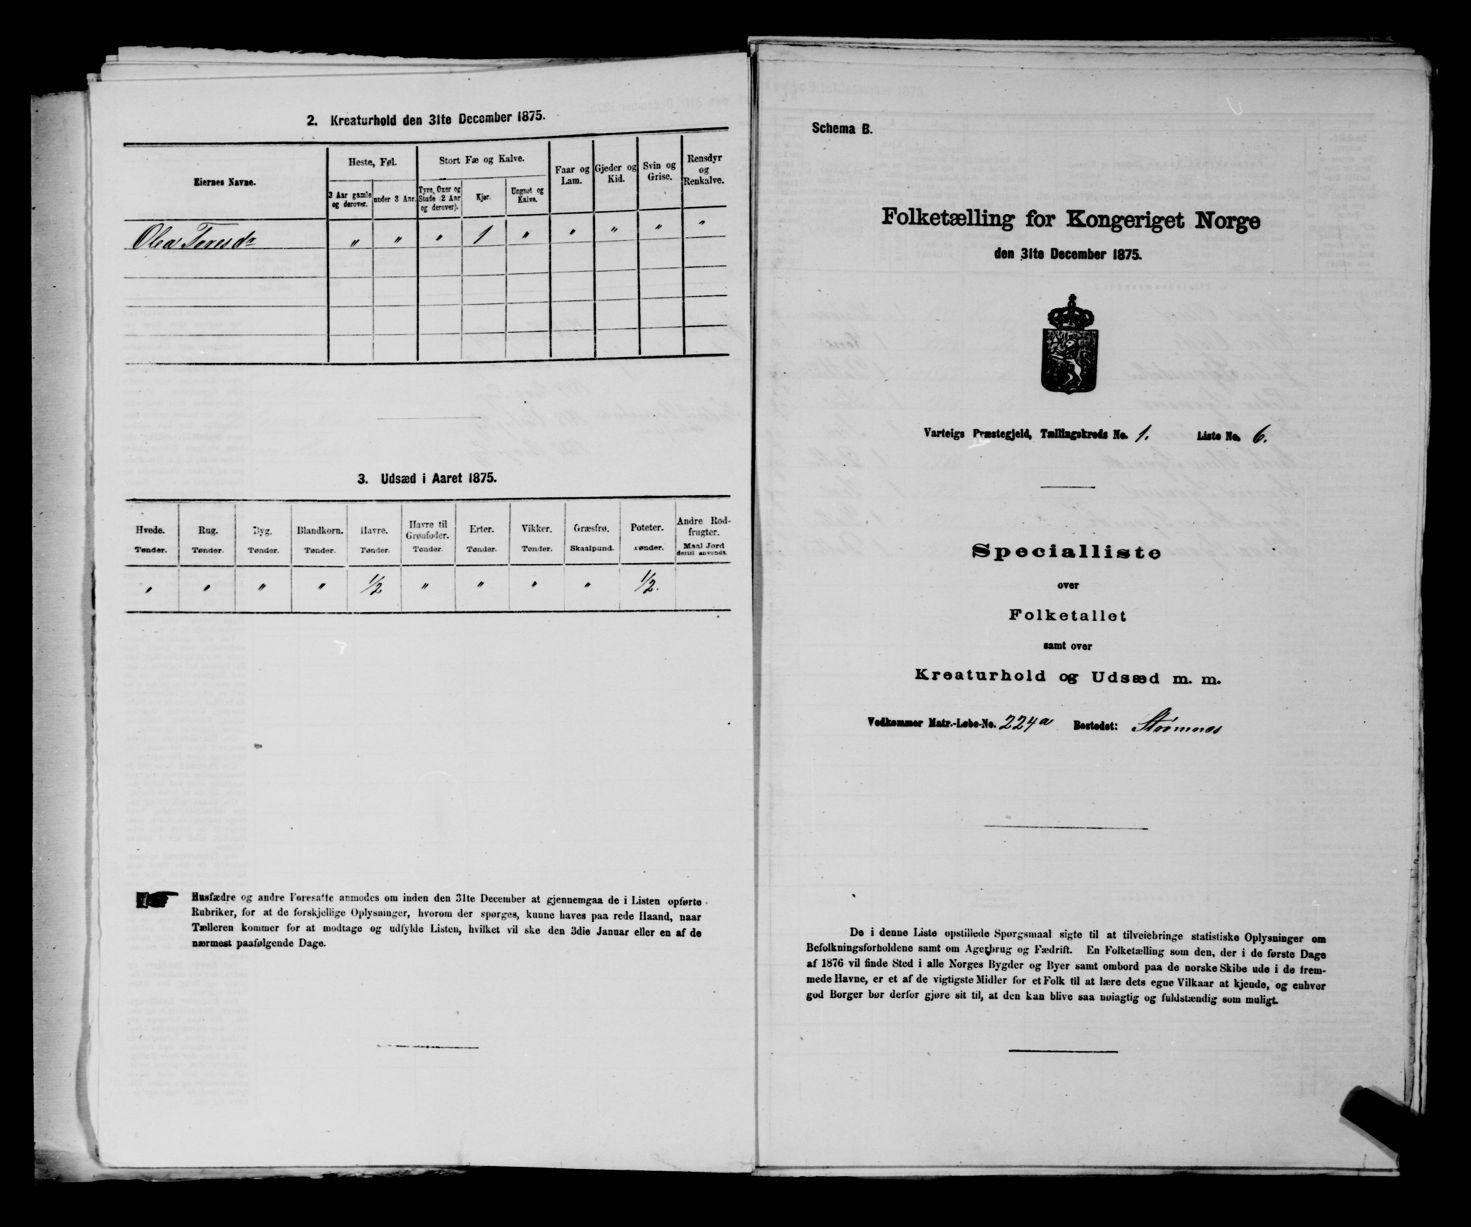 2. Kreaturhold den 31te December 1875.
Eiernes Navne.
Heste, Føl.
Stort Fæ og Kalve.
Faar og Lam.
Gjeder og Kid.
Svin og Grise.
Rensdyr og Renkalve.
3 Aar gamle og derover.
under 3 Aar.
Tyre, Oxer og Stude (2 Aar og derover).
Kjør.
Ungnøt og Kalve.
" " " 1 " " " " "
3. Udsæd i Aaret 1875.
Hvede. Rug. Byg. Blandkorn. Havre. Havre til Grønfoder. Erter. Vikker. Græsfrø. Poteter. Andre Rodfrugter.
Tønder. Tønder. Tønder. Tønder. Tønder. Tønder. Tønder. Tønder. Skaalpund. Tønder. Maal Jord dertil anvendt.
" " " " 1/2 " " " " 1/2.
Husfædre og andre Foresatte anmodes om inden den 31te December at gjennemgaa de i Listen opførte
Rubriker, for at de forskjellige Oplysninger, hvorom der spørges, kunne haves paa rede Haand, naar
Tælleren kommer for at modtage og udfylde Listen, hvilket vil ske den 3die Januar eller en af de
nærmest paafølgende Dage.
Schema B.
Folketælling for Kongeriget Norge
den 31te December 1875.
Varteigs Præstegjeld, Tællingskreds No. 1. Liste No. 6.
Specialliste
over
Folketallet
samt over
Kreaturhold og Udsæd m. m.
Vedkommer Matr.-Løbe-No. 224a Bostedet: Strømnes
De i denne Liste opstillede Spørgsmaal sigte til at tilveiebringe statistiske Oplysninger om
Befolkningsforholdene samt om Agerbrug og Fædrift. En Folketælling som den, der i de første Dage
af 1876 vil finde Sted i alle Norges Bygder og Byer samt ombord paa de norske Skibe ude i de frem-
mede Havne, er et af de vigtigste Midler for et Folk til at lære dets egne Vilkaar at kjende, og enhver
god Borger bør derfor gjøre sit til, at den kan blive saa nøiagtig og fuldstændig som muligt.